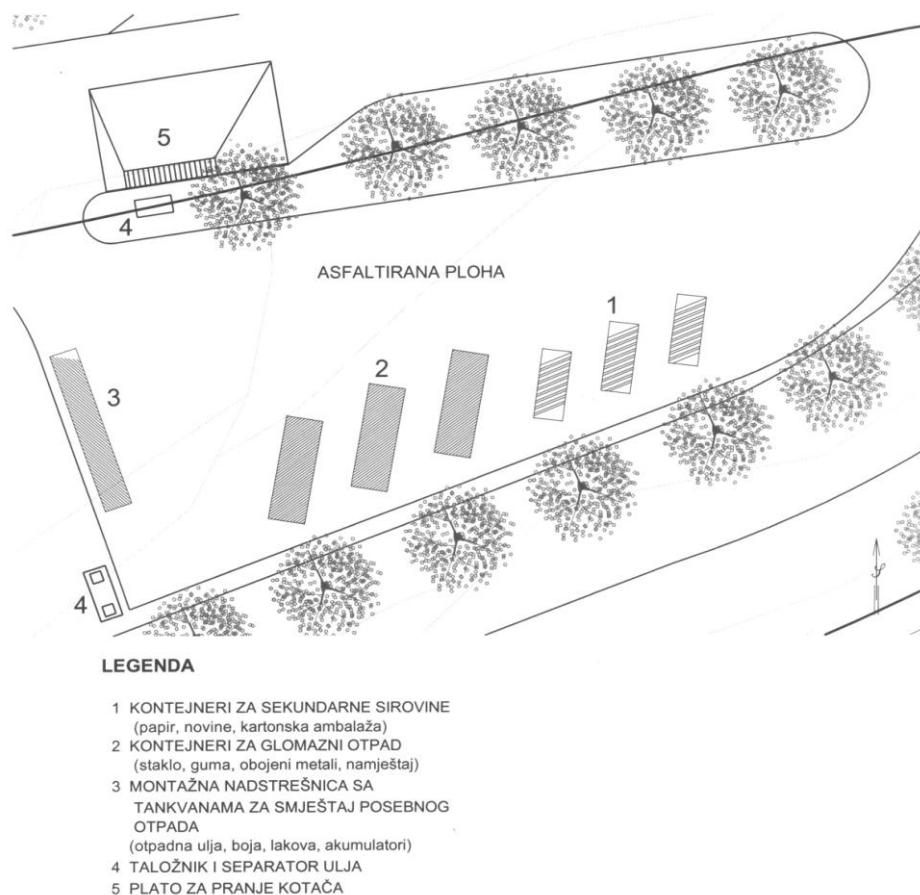 5
4
ASFALTIRANA PLOHA
1
2
3
4
LEGENDA
1 KONTEJNERI ZA SEKUNDARNE SIROVINE
(papir, novine, kartonska ambalaža)
2 KONTEJNERI ZA GLOMAZNI OTPAD
(staklo, guma, obojeni metali, namještaj)
3 MONTAŽNA NADSTREŠNICA SA
TANKVANAMA ZA SMJEŠTAJ POSEBNOG
OTPADA
(otpadna ulja, boja, lakova, akumulatori)
4 TALOŽNIK I SEPARATOR ULJA
5 PLATO ZA PRANJE KOTAČA